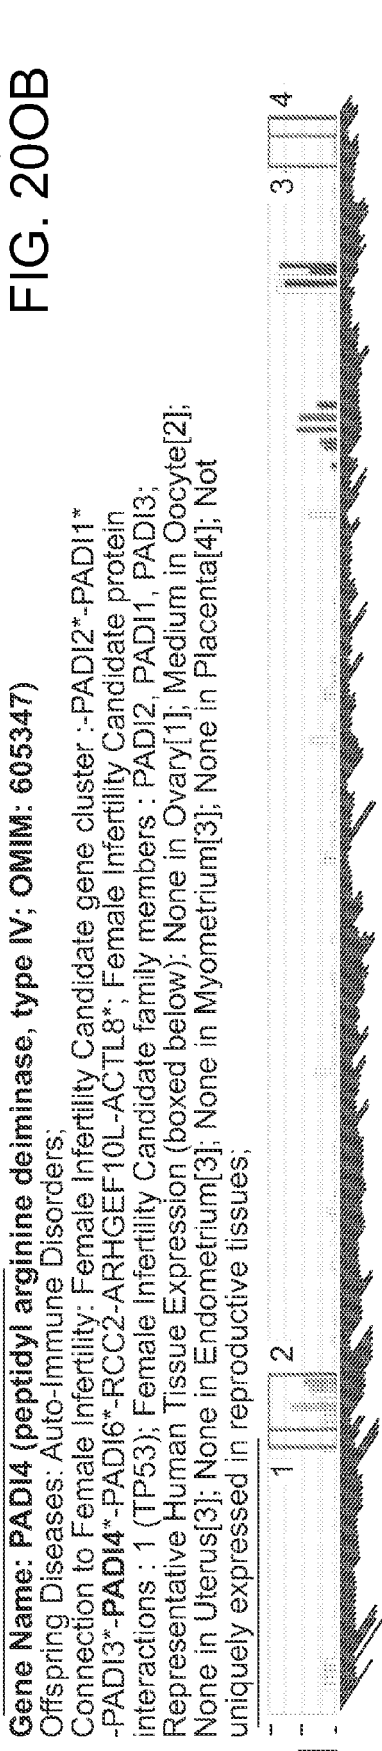 FIG. 200B
Gene Name: PADI4 (peptidyl arginine deiminase, type IV; OMIM: 605347)
Offspring Diseases: Auto-Immune Disorders;
Connection to Female Infertility: Female Infertility Candidate gene cluster :-PADI2*-PADI1*
-PADI3*-PADI4*-PADI6*-RCC2-ARHGEF10L-ACTL8*; Female Infertility Candidate protein
interactions : 1 (TP53); Female Infertility Candidate family members : PADI2, PADI1, PADI3;
Representative Human Tissue Expression (boxed below): None in Ovary[1]; Medium in Oocyte[2];
None in Uterus[3]; None in Endometrium[3]; None in Myometrium[3]; None in Placenta[4]; Not
uniquely expressed in reproductive tissues;
1 2 3 4